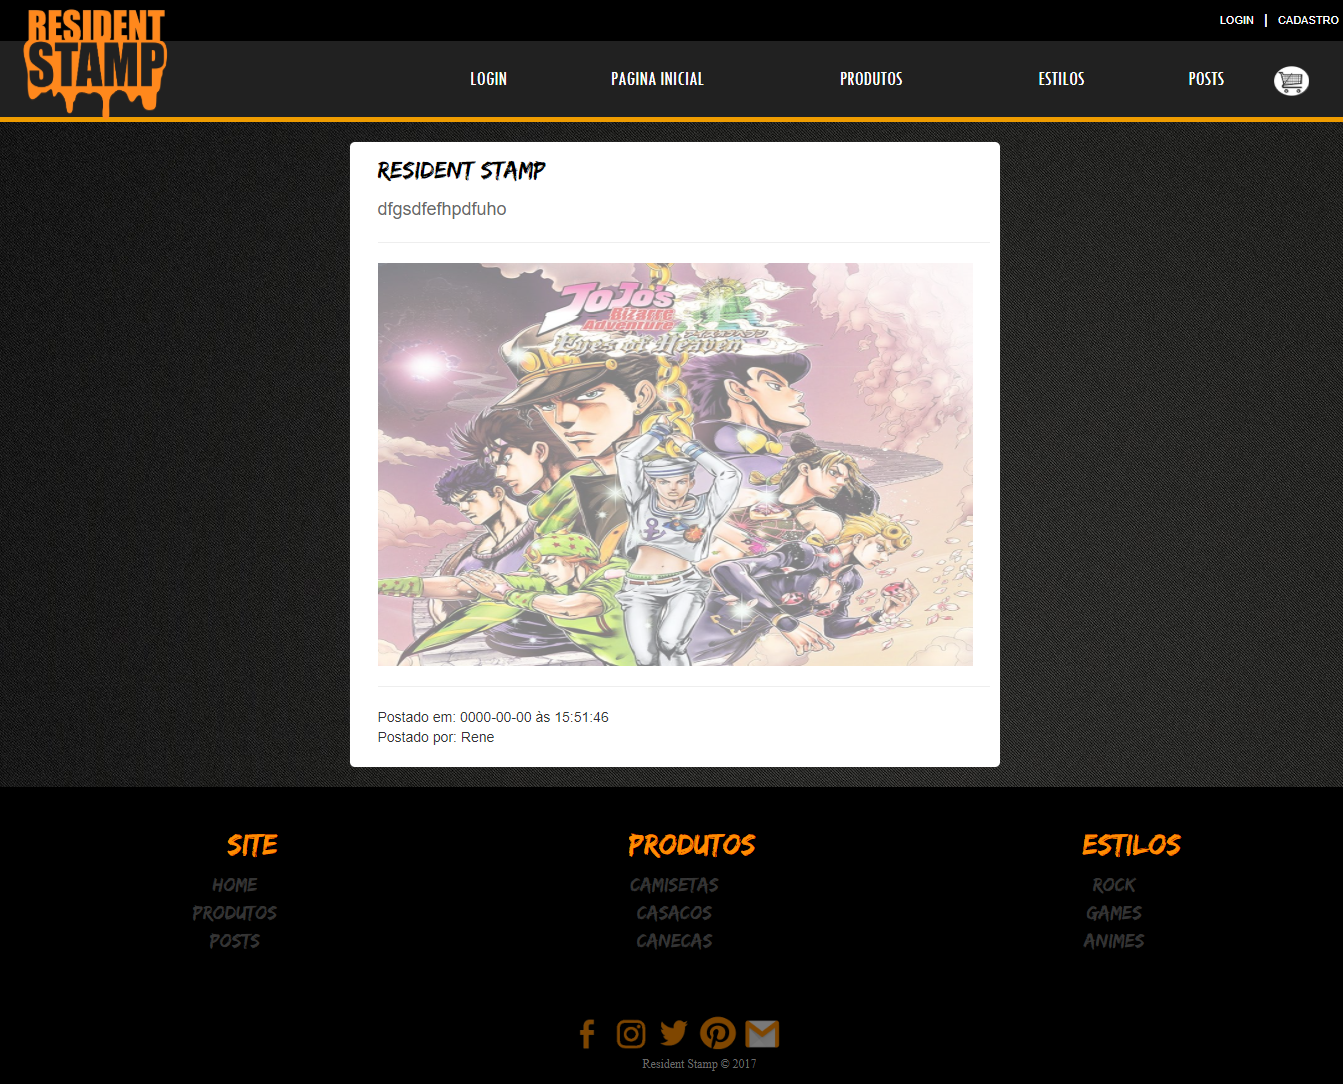 RESIDENT
STAMP
LOGIN | CADASTRO
LOGIN PAGINA INICIAL PRODUTOS ESTILOS POSTS
RESIDENT STAMP
dfgsdfefhpdfuho
JoJo's
Bizarre
Adventure
Eyes of Heaven
Postado em: 0000-00-00 às 15:51:46
Postado por: Rene
SITE PRODUTOS ESTILOS
HOME CAMISETAS ROCK
PRODUTOS CASACOS GAMES
POSTS CANECAS ANIMES
Resident Stamp © 2017